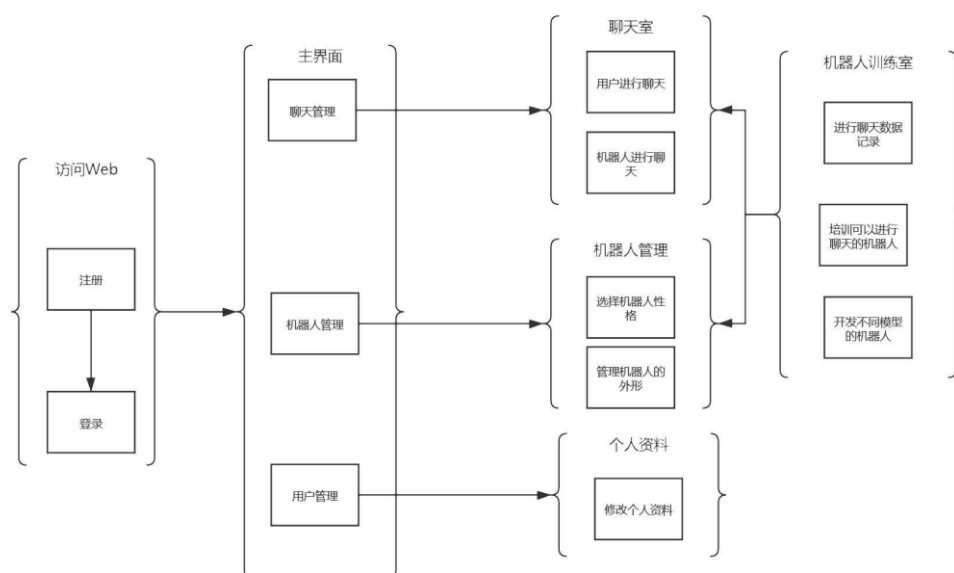 访问Web
注册
登录
主界面
聊天管理
机器人管理
用户管理
聊天室
用户进行聊天
机器人进行聊
天
机器人管理
选择机器人性
格
管理机器人的
外形
个人资料
修改个人资料
机器人训练室
进行聊天数据
记录
培训可以进行
聊天的机器人
开发不同模型
的机器人